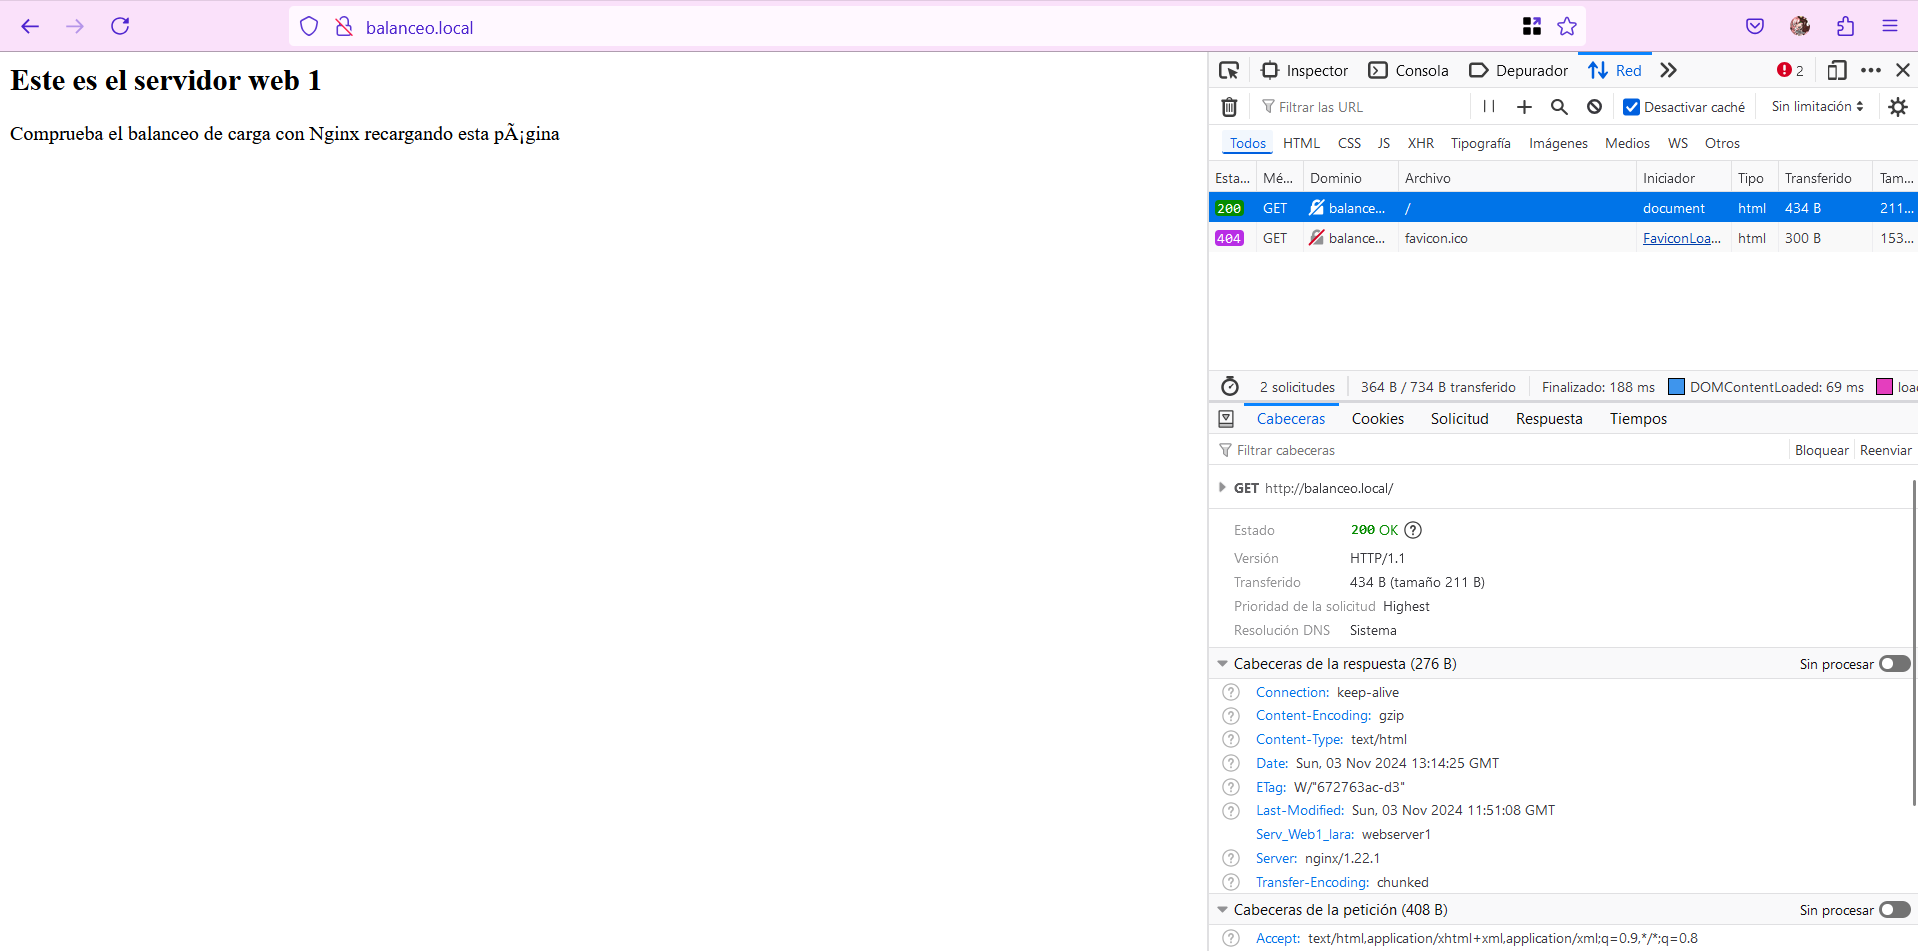 balanceo.local
Este es el servidor web 1
Comprueba el balanceo de carga con Nginx recargando esta pÃ¡gina
Inspector Consola Depurador Red 2
Filtrar las URL Desactivar caché Sin limitación
Todos HTML CSS JS XHR Tipografía Imágenes Medios WS Otros
Esta... Mé... Dominio Archivo Iniciador Tipo Transferido Tam...
200 GET balance... / document html 434 B 211...
404 GET balance... favicon.ico FaviconLoa... html 300 B 153...
2 solicitudes 364 B / 734 B transferido Finalizado: 188 ms DOMContentLoaded: 69 ms loa
Cabeceras Cookies Solicitud Respuesta Tiempos
Filtrar cabeceras Bloquear Reenviar
GET http://balanceo.local/
Estado 200 OK
Versión HTTP/1.1
Transferido 434 B (tamaño 211 B)
Prioridad de la solicitud Highest
Resolución DNS Sistema
Cabeceras de la respuesta (276 B) Sin procesar
Connection: keep-alive
Content-Encoding: gzip
Content-Type: text/html
Date: Sun, 03 Nov 2024 13:14:25 GMT
ETag: W/"672763ac-d3"
Last-Modified: Sun, 03 Nov 2024 11:51:08 GMT
Serv_Web1_lara: webserver1
Server: nginx/1.22.1
Transfer-Encoding: chunked
Cabeceras de la petición (408 B) Sin procesar
Accept: text/html,application/xhtml+xml,application/xml;q=0.9,*/*;q=0.8